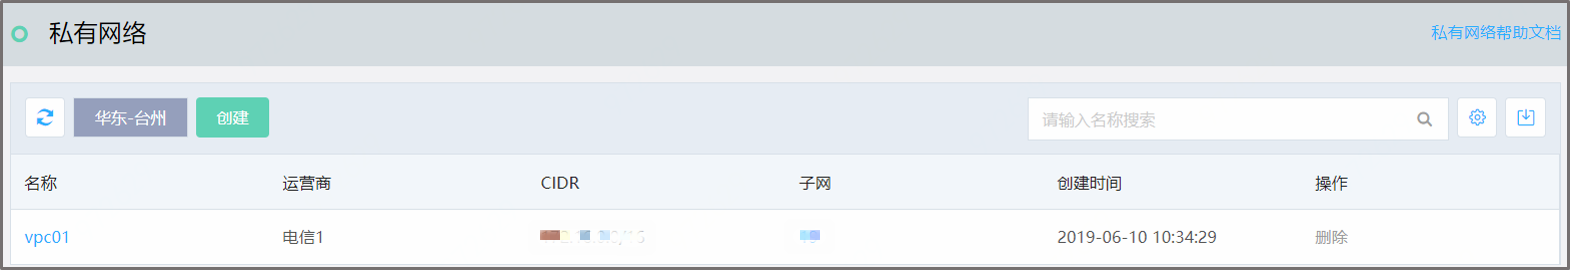 私有网络
私有网络帮助文档
华东-台州 创建 请输入名称搜索
名称 运营商 CIDR 子网 创建时间 操作
vpc01 电信1 2019-06-10 10:34:29 删除